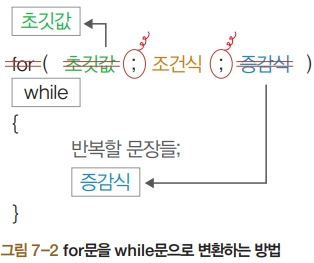 초깃값
for ( 초깃값 ; 조건식 ; 증감식 )
while
{
반복할 문장들;
증감식
}
그림 7-2 for문을 while문으로 변환하는 방법